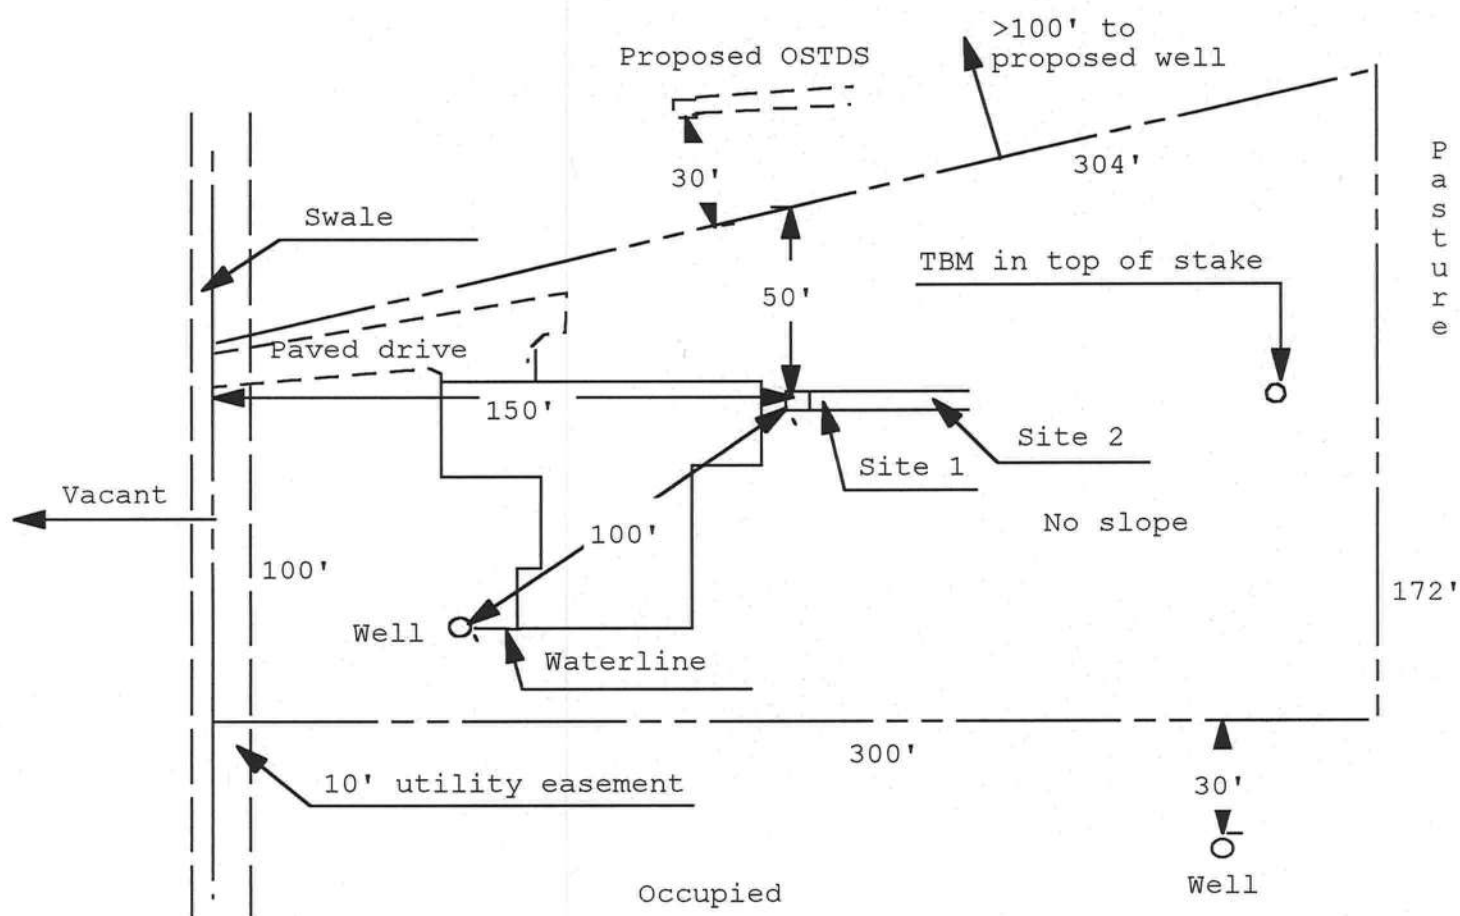 >100' to
proposed well
Proposed OSTDS
30'
304'
Pasture
Swale
TBM in top of stake
50'
Paved drive
150'
Site 2
Site 1
Vacant
No slope
100'
100'
172'
Well
Waterline
300'
10' utility easement
30'
Well
Occupied